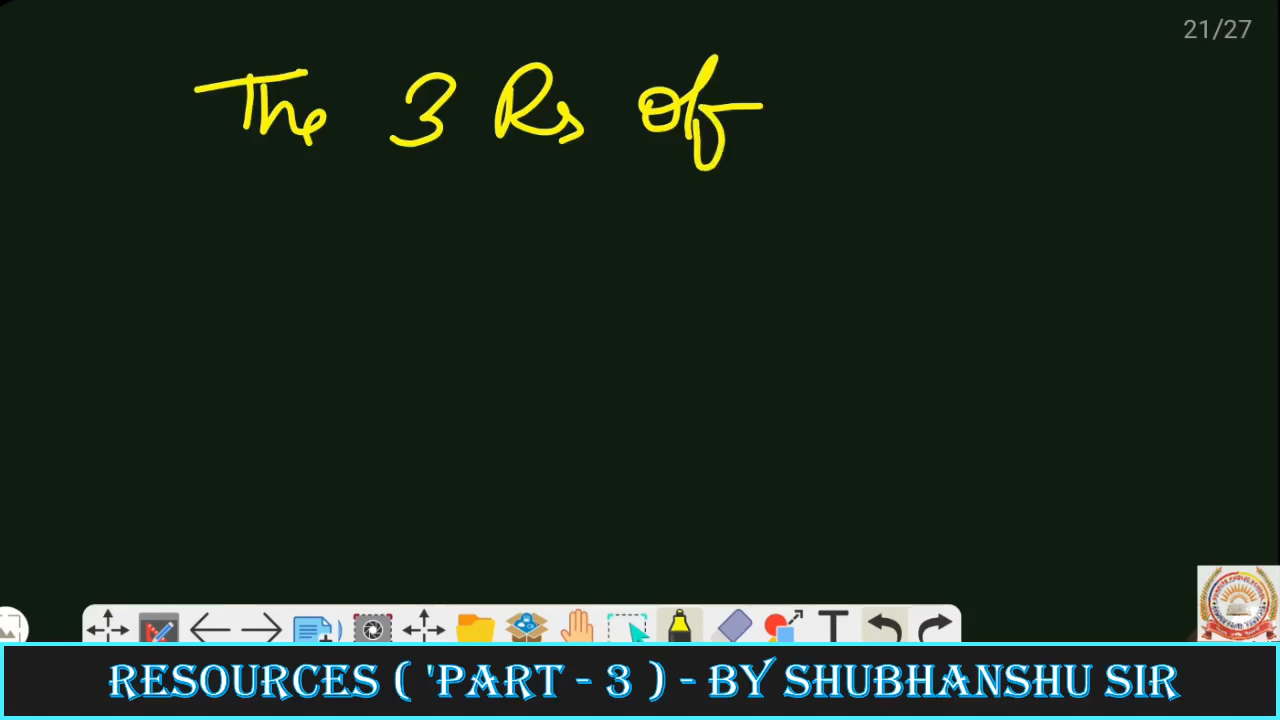 21/27
The 3 Rs Of
T
RESOURCES ( 'PART - 3 ) - BY SHUBHANSHU SIR